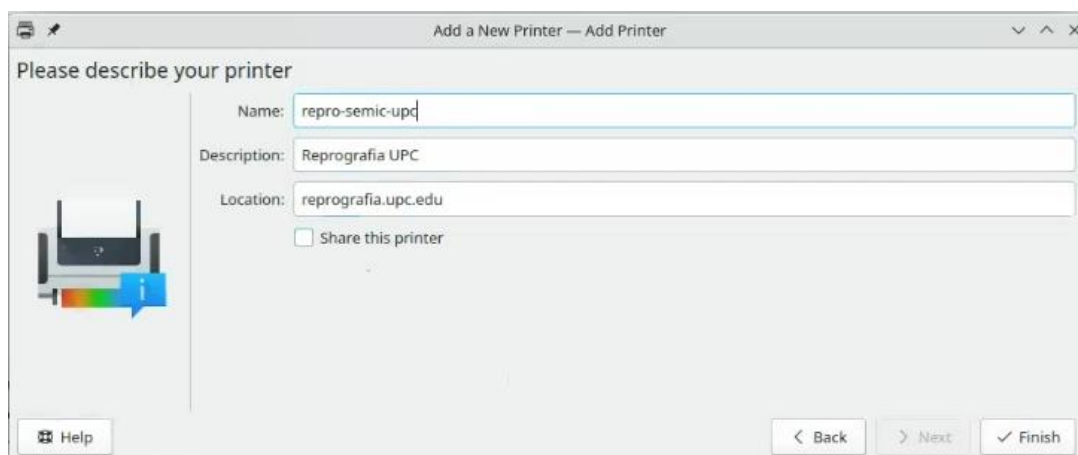 Add a New Printer — Add Printer
Please describe your printer
Name: repro-semic-upc
Description: Reprografia UPC
Location: reprografia.upc.edu
Share this printer
Help
Back
Next
Finish